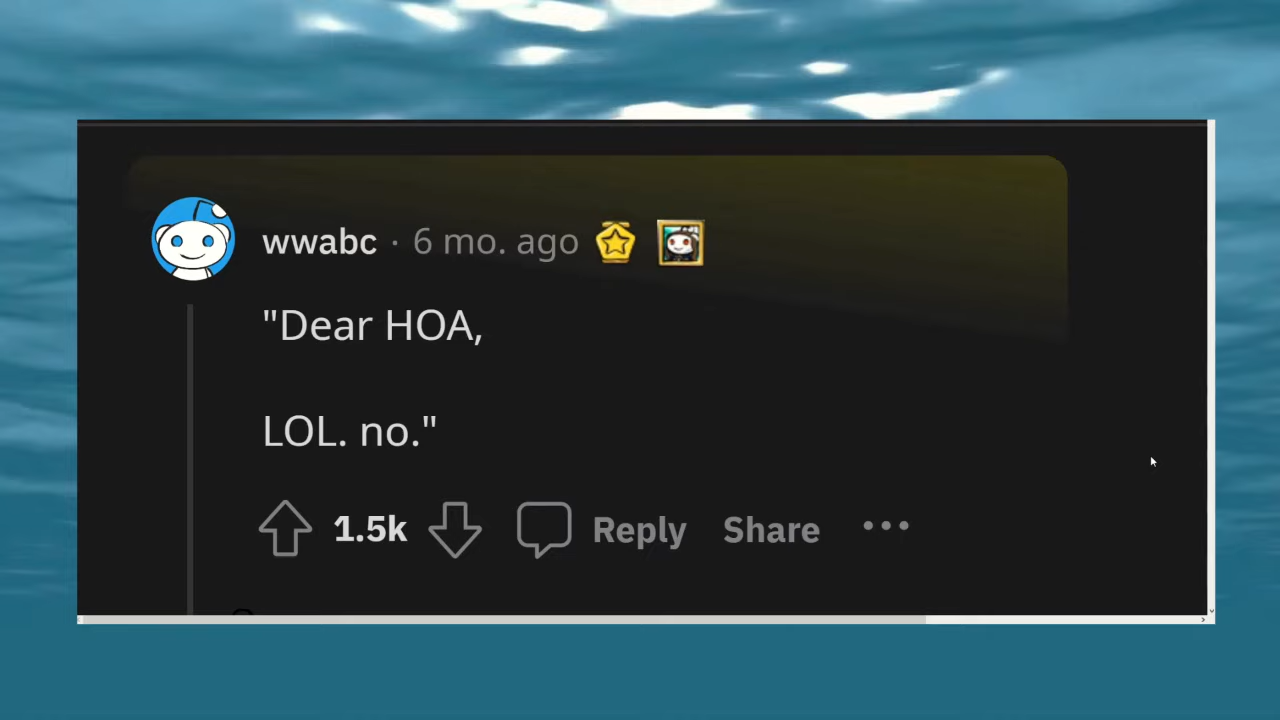 wwabc · 6 mo. ago
"Dear HOA,
LOL. no."
1.5k Reply Share •••